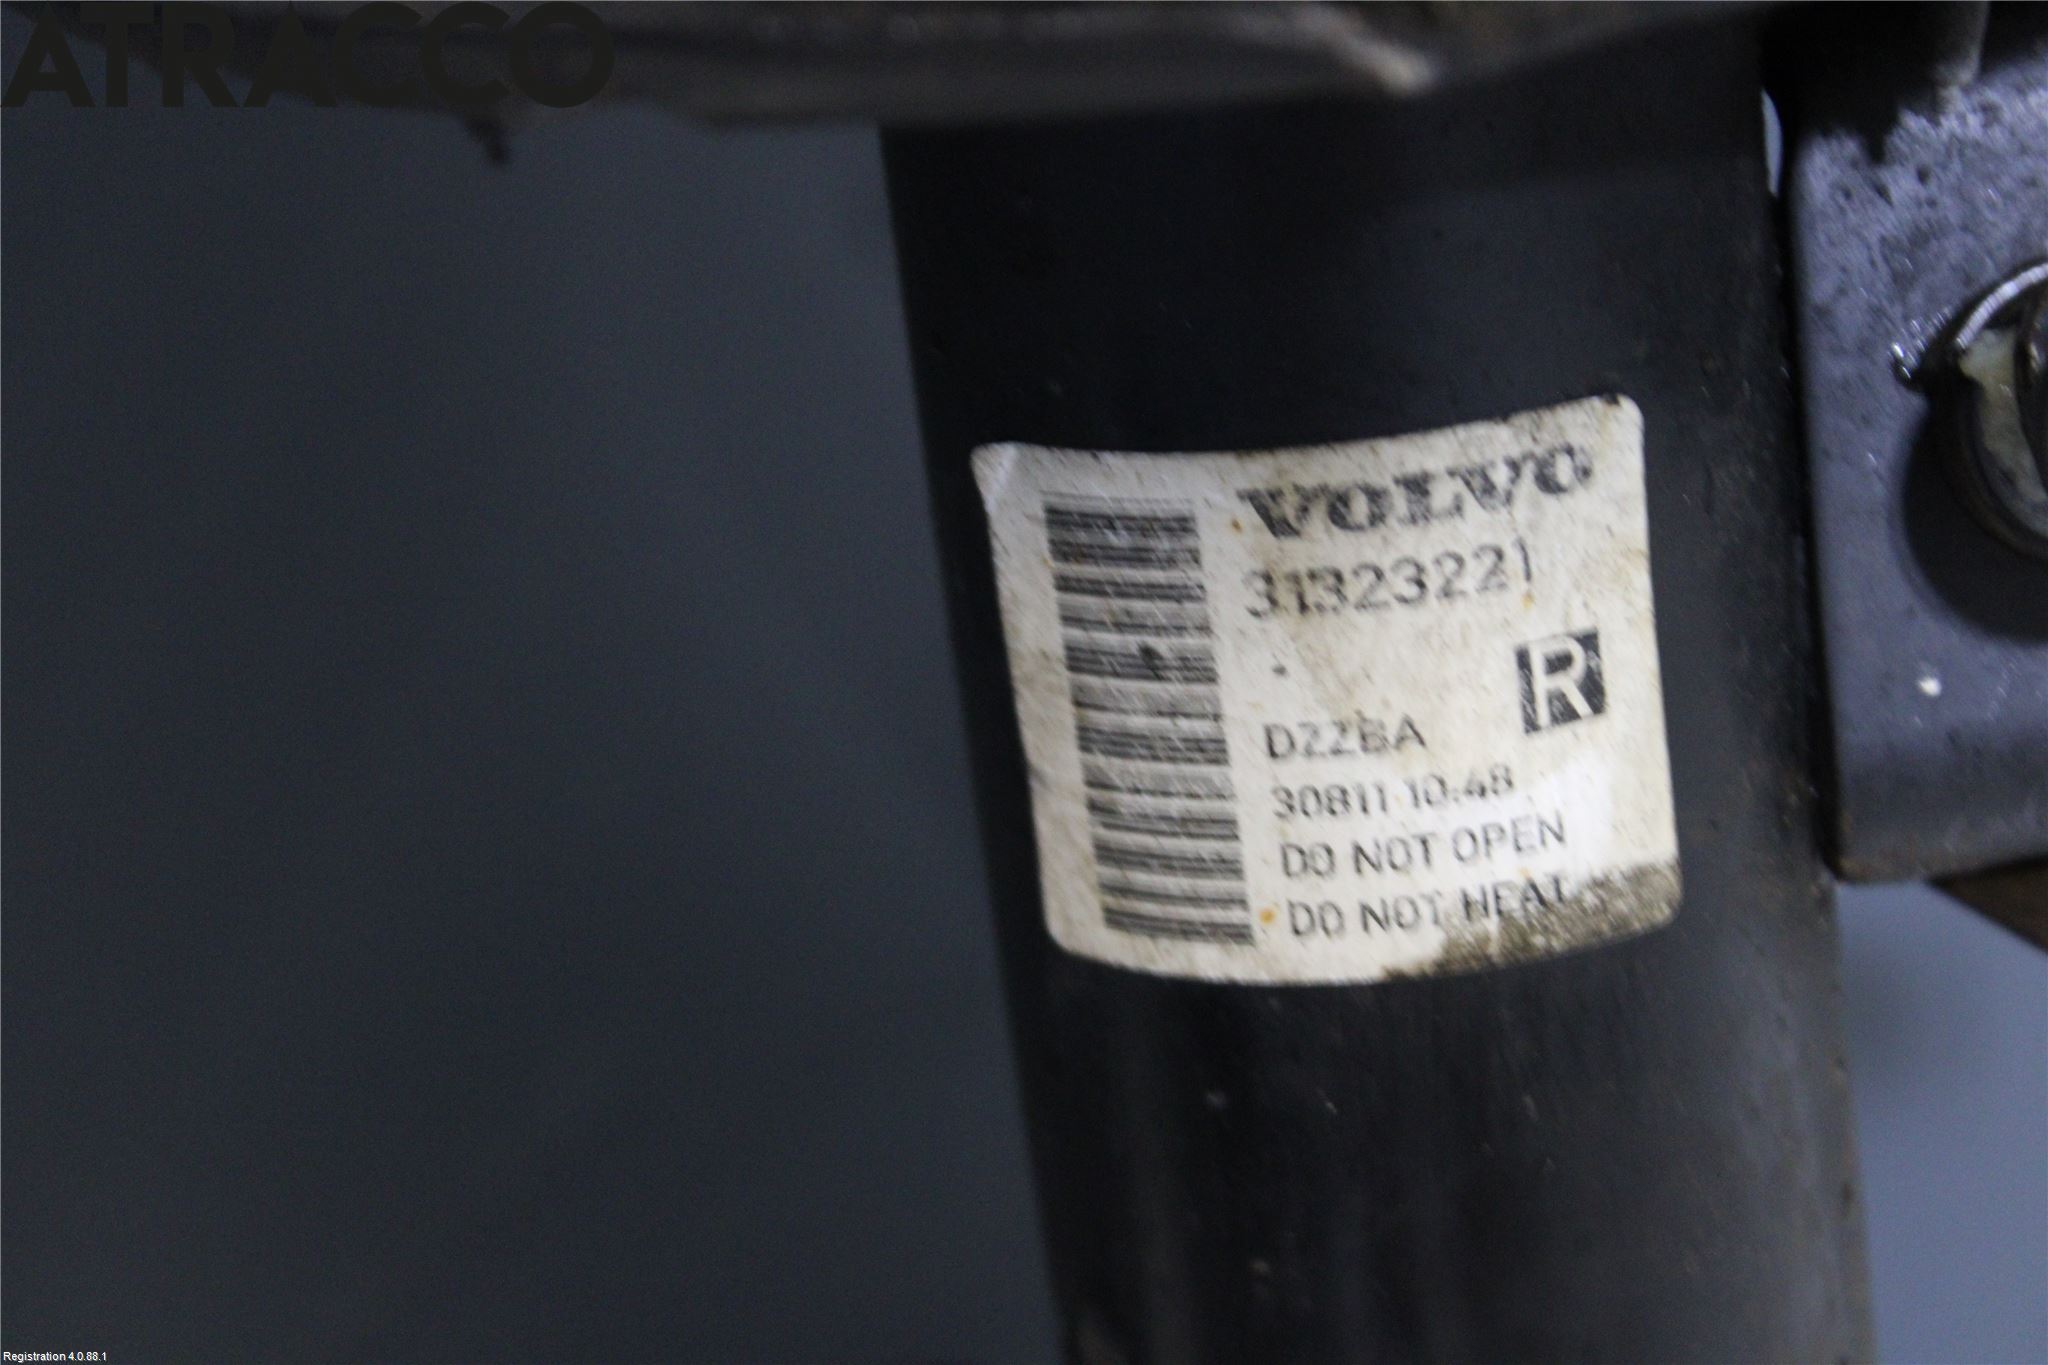 ATRACCO
VOLVO
31323221
R
DZZBA
30811 10:48
DO NOT OPEN
DO NOT HEAT
Registration 4.0.88.1